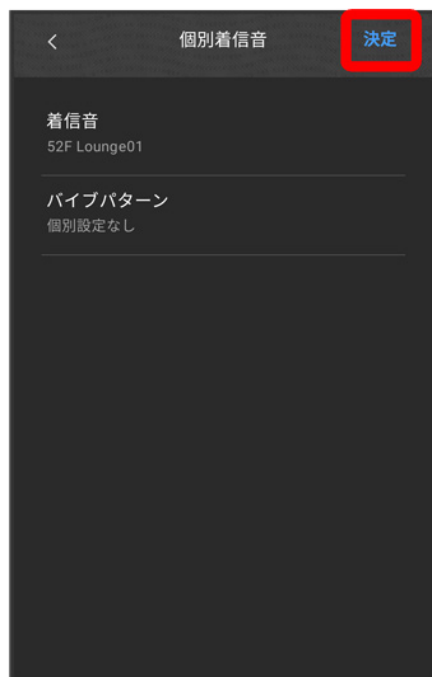 個別着信音
決定
着信音
52F Lounge01
バイブパターン
個別設定なし